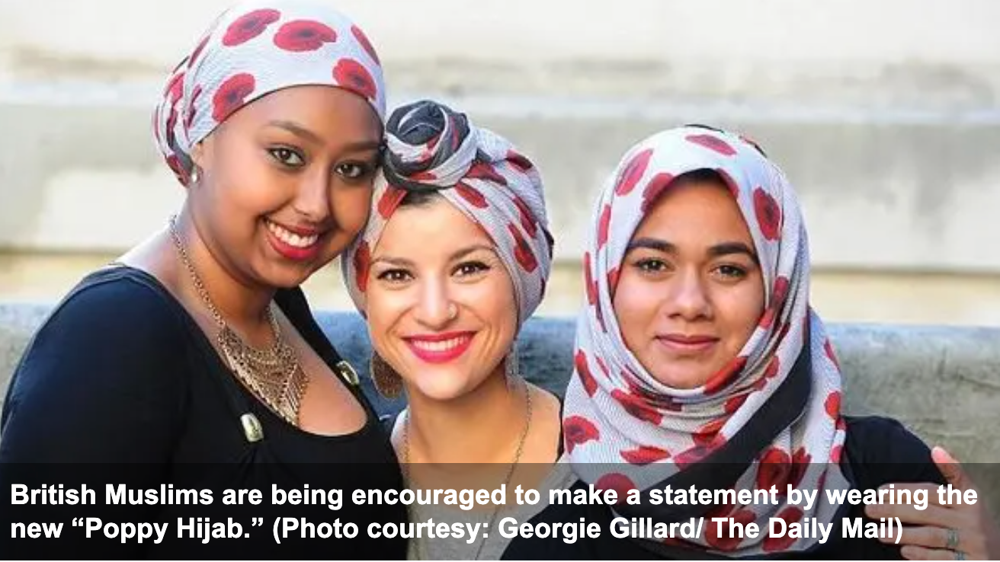 British Muslims are being encouraged to make a statement by wearing the
new “Poppy Hijab.” (Photo courtesy: Georgie Gillard/ The Daily Mail)